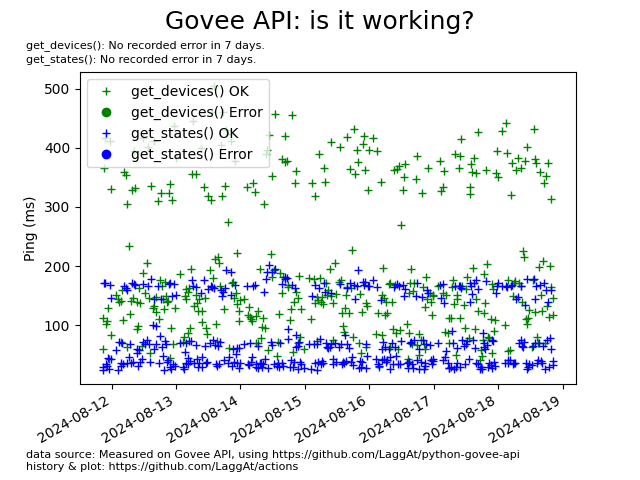 Govee API: is it working?
get_devices(): No recorded error in 7 days.
get_states(): No recorded error in 7 days.
get_devices() OK
get_devices() Error
get_states() OK
get_states() Error
Ping (ms)
500
400
300
200
100
2024-08-12
2024-08-13
2024-08-14
2024-08-15
2024-08-16
2024-08-17
2024-08-18
2024-08-19
data source: Measured on Govee API, using https://github.com/LaggAt/python-govee-api
history & plot: https://github.com/LaggAt/actions